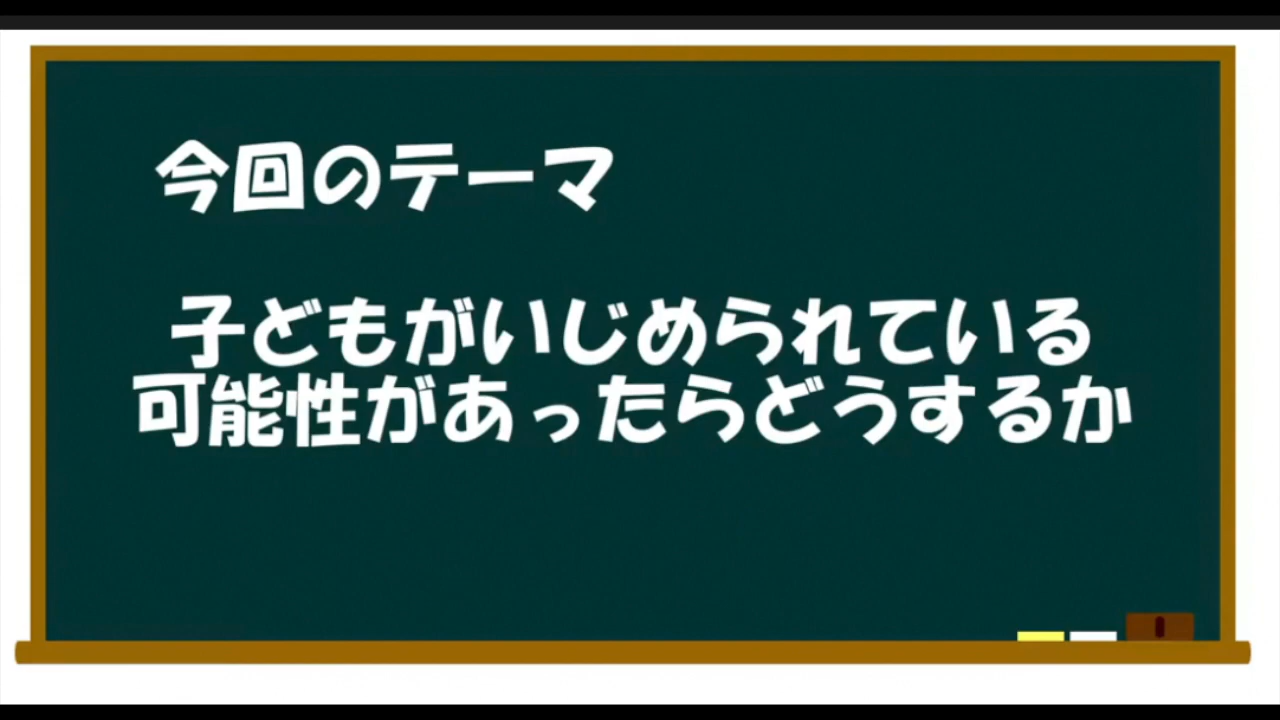 今回のテーマ
子どもがいじめられている
可能性があったらどうするか